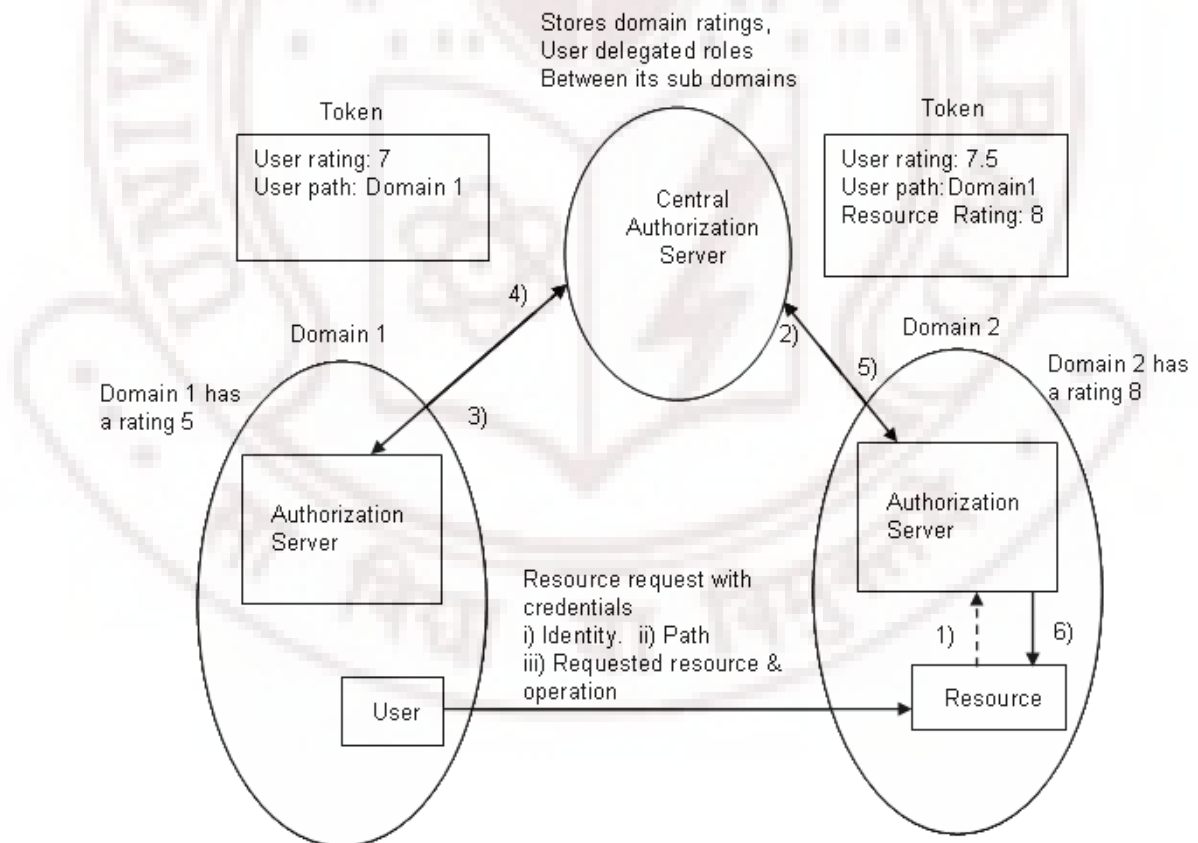 Stores domain ratings,
User delegated roles
Between its sub domains
Token
User rating: 7
User path: Domain 1
Central
Authorization
Server
Token
User rating: 7.5
User path:Domain1
Resource Rating: 8
4)
2)
Domain 1
Domain 2
Domain 1 has
a rating 5
3)
5)
Domain 2 has
a rating 8
Authorization
Server
Authorization
Server
Resource request with
credentials
i) Identity. ii) Path
iii) Requested resource &
operation
1)
6)
User
Resource